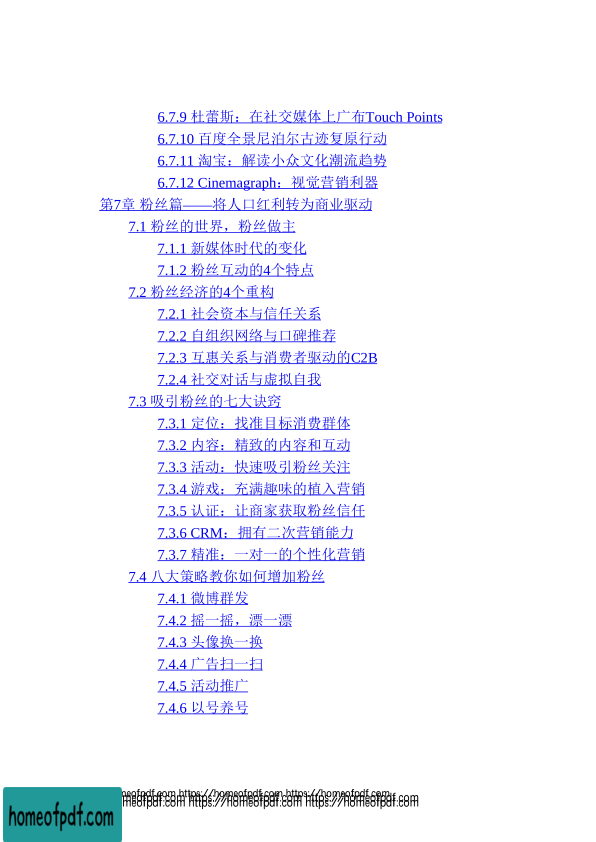 6.7.9 杜蕾斯：在社交媒体上广布Touch Points
6.7.10 百度全景尼泊尔古迹复原行动
6.7.11 淘宝：解读小众文化潮流趋势
6.7.12 Cinemagraph：视觉营销利器
第7章 粉丝篇——将人口红利转为商业驱动
7.1 粉丝的世界，粉丝做主
7.1.1 新媒体时代的变化
7.1.2 粉丝互动的4个特点
7.2 粉丝经济的4个重构
7.2.1 社会资本与信任关系
7.2.2 自组织网络与口碑推荐
7.2.3 互惠关系与消费者驱动的C2B
7.2.4 社交对话与虚拟自我
7.3 吸引粉丝的七大诀窍
7.3.1 定位：找准目标消费群体
7.3.2 内容：精致的内容和互动
7.3.3 活动：快速吸引粉丝关注
7.3.4 游戏：充满趣味的植入营销
7.3.5 认证：让商家获取粉丝信任
7.3.6 CRM：拥有二次营销能力
7.3.7 精准：一对一的个性化营销
7.4 八大策略教你如何增加粉丝
7.4.1 微博群发
7.4.2 摇一摇，漂一漂
7.4.3 头像换一换
7.4.4 广告扫一扫
7.4.5 活动推广
7.4.6 以号养号
homeofpdf.com https://homeofpdf.com https://homeofpdf.com
homeofpdf.com https://homeofpdf.com https://homeofpdf.com
homeofpdf.com